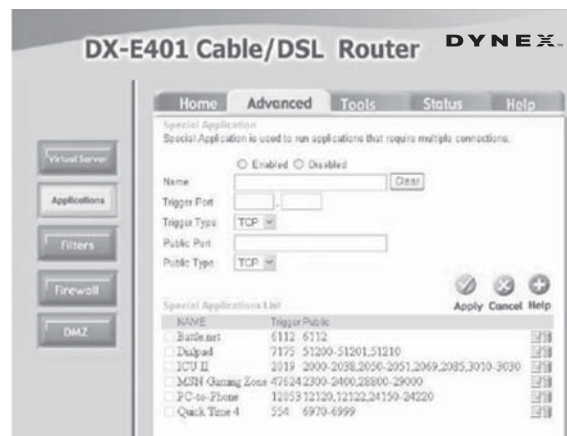 DX-E401 Cable/DSL Router DYNEX™
Home Advanced Tools Status Help
Special Application
Special Application is used to run applications that require multiple connections.
Virtual Server
Applications
Filters
Firewall
DMZ
Enabled Disabled
Name Clear
Trigger Port -
Trigger Type TCP
Public Port
Public Type TCP
Apply Cancel Help
Special Applications List
NAME Trigger Public
Battle.net 6112 6112
Dialpad 7175 51200-51201,51210
ICU II 2019 2000-2038,2050-2051,2069,2085,3010-3030
MSN Gaming Zone 47624 2300-2400,28800-29000
PC-to-Phone 12053 12120,12122,24150-24220
Quick Time 4 554 6970-6999